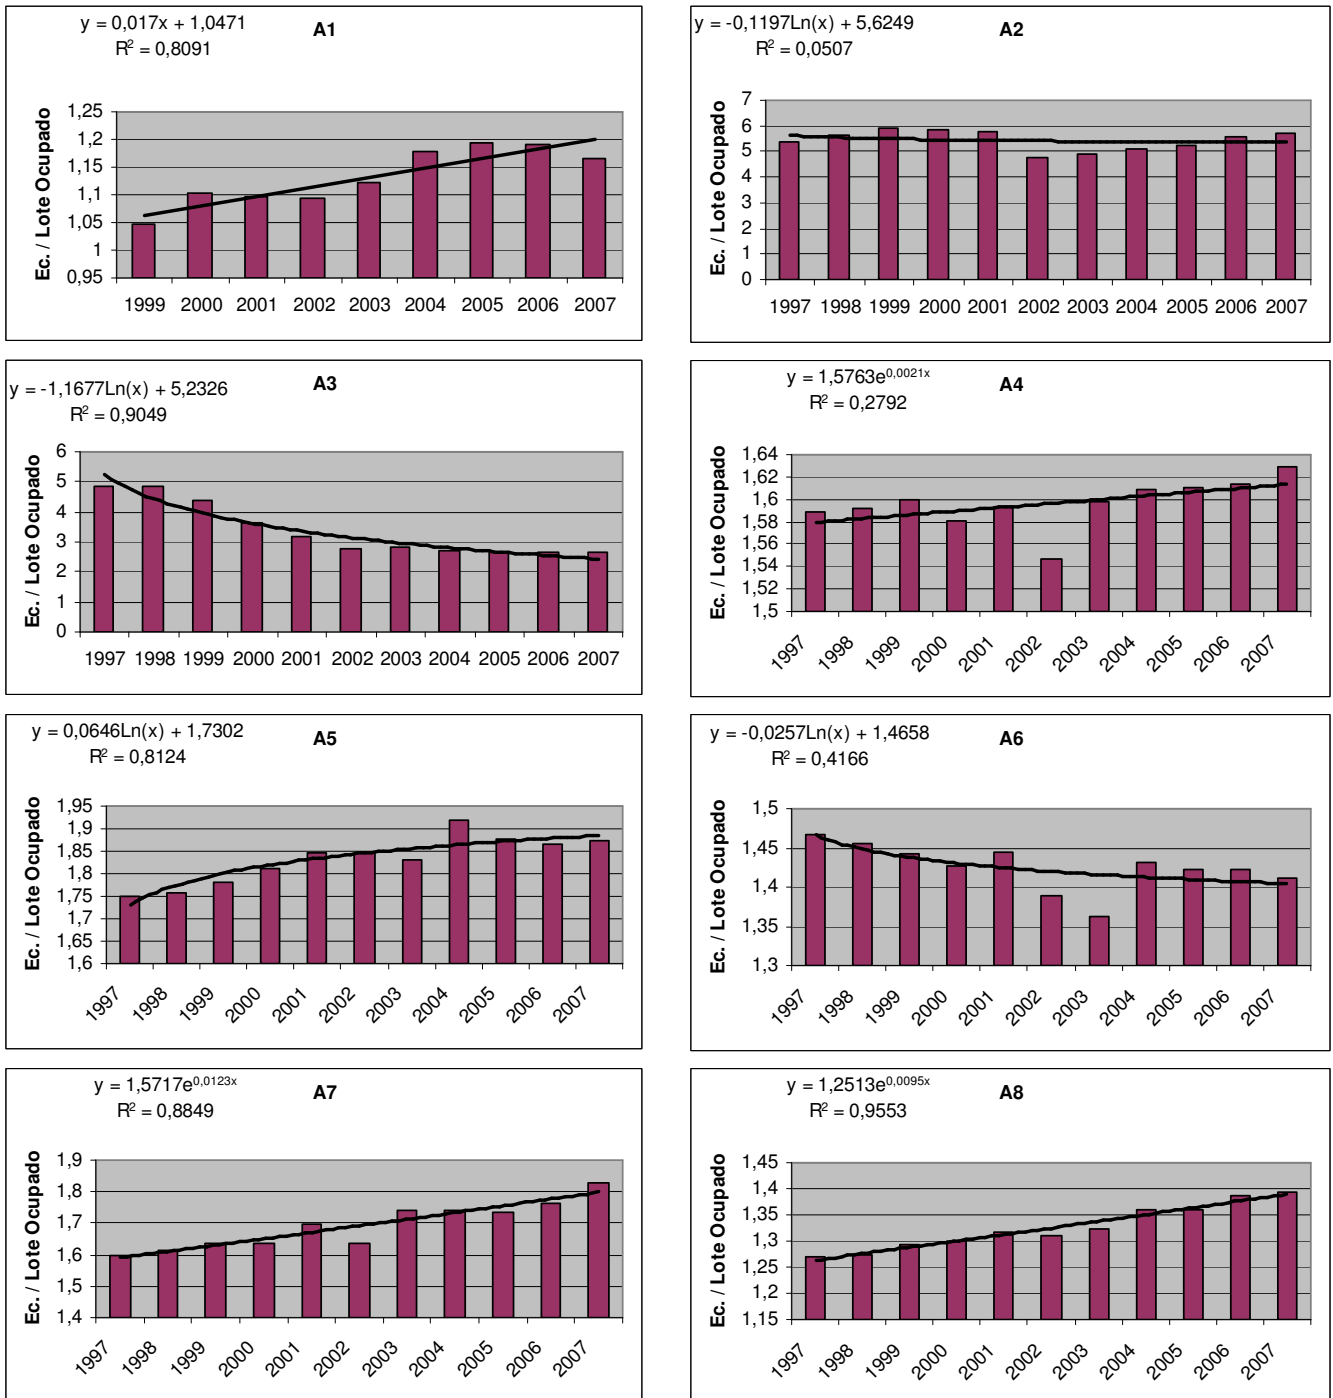 y = 0,017x + 1,0471
R² = 0,8091
A1
Ec. / Lote Ocupado
1,25
1,2
1,15
1,1
1,05
1
0,95
1999 2000 2001 2002 2003 2004 2005 2006 2007
y = -0,1197Ln(x) + 5,6249
R² = 0,0507
A2
Ec. / Lote Ocupado
7
6
5
4
3
2
1
0
1997 1998 1999 2000 2001 2002 2003 2004 2005 2006 2007
y = -1,1677Ln(x) + 5,2326
R² = 0,9049
A3
Ec. / Lote Ocupado
6
5
4
3
2
1
0
1997 1998 1999 2000 2001 2002 2003 2004 2005 2006 2007
y = 1,5763e^0,0021x
R² = 0,2792
A4
Ec. / Lote Ocupado
1,64
1,62
1,6
1,58
1,56
1,54
1,52
1,5
1997 1998 1999 2000 2001 2002 2003 2004 2005 2006 2007
y = 0,0646Ln(x) + 1,7302
R² = 0,8124
A5
Ec. / Lote Ocupado
1,95
1,9
1,85
1,8
1,75
1,7
1,65
1,6
1997 1998 1999 2000 2001 2002 2003 2004 2005 2006 2007
y = -0,0257Ln(x) + 1,4658
R² = 0,4166
A6
Ec. / Lote Ocupado
1,5
1,45
1,4
1,35
1,3
1997 1998 1999 2000 2001 2002 2003 2004 2005 2006 2007
y = 1,5717e^0,0123x
R² = 0,8849
A7
Ec. / Lote Ocupado
1,9
1,8
1,7
1,6
1,5
1,4
1997 1998 1999 2000 2001 2002 2003 2004 2005 2006 2007
y = 1,2513e^0,0095x
R² = 0,9553
A8
Ec. / Lote Ocupado
1,45
1,4
1,35
1,3
1,25
1,2
1,15
1997 1998 1999 2000 2001 2002 2003 2004 2005 2006 2007